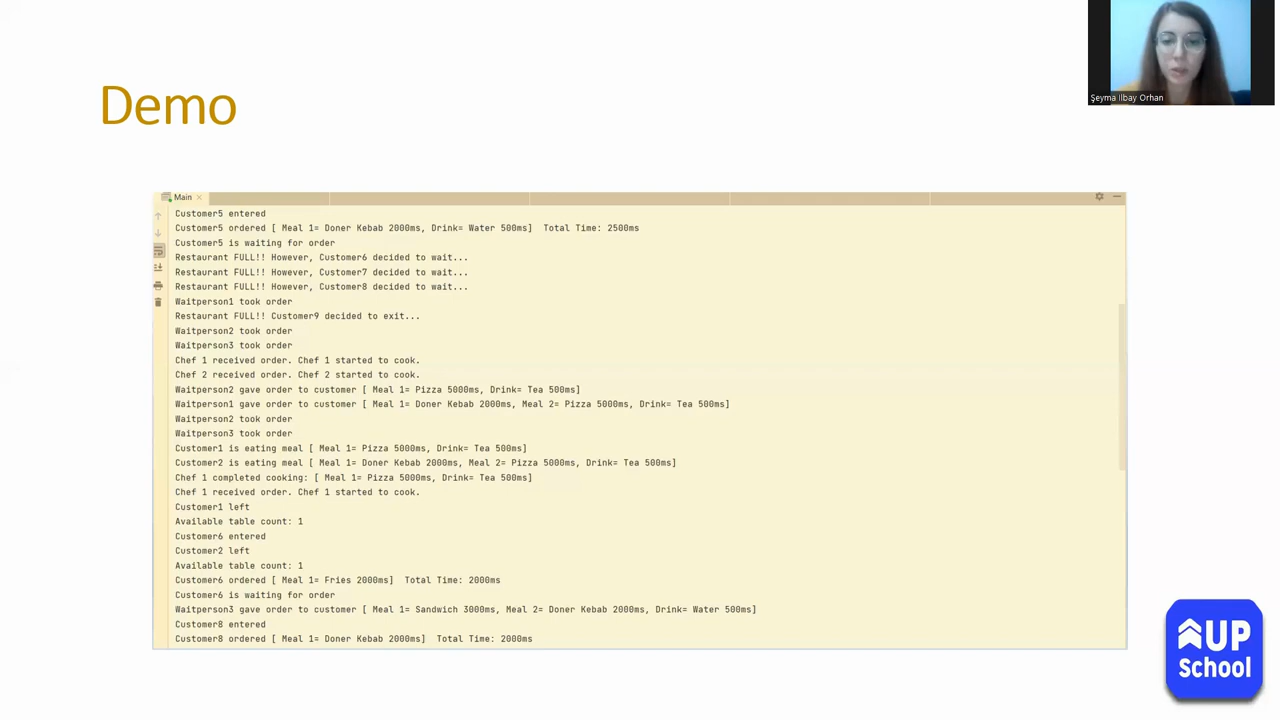 Şeyma Ilbay Orhan
Demo
Main
Customer5 entered
Customer5 ordered [ Meal 1= Doner Kebab 2000ms, Drink= Water 500ms]  Total Time: 2500ms
Customer5 is waiting for order
Restaurant FULL!! However, Customer6 decided to wait...
Restaurant FULL!! However, Customer7 decided to wait...
Restaurant FULL!! However, Customer8 decided to wait...
Waitperson1 took order
Restaurant FULL!! Customer9 decided to exit...
Waitperson2 took order
Waitperson3 took order
Chef 1 received order. Chef 1 started to cook.
Chef 2 received order. Chef 2 started to cook.
Waitperson2 gave order to customer [ Meal 1= Pizza 5000ms, Drink= Tea 500ms]
Waitperson1 gave order to customer [ Meal 1= Doner Kebab 2000ms, Meal 2= Pizza 5000ms, Drink= Tea 500ms]
Waitperson2 took order
Waitperson3 took order
Customer1 is eating meal [ Meal 1= Pizza 5000ms, Drink= Tea 500ms]
Customer2 is eating meal [ Meal 1= Doner Kebab 2000ms, Meal 2= Pizza 5000ms, Drink= Tea 500ms]
Chef 1 completed cooking: [ Meal 1= Pizza 5000ms, Drink= Tea 500ms]
Chef 1 received order. Chef 1 started to cook.
Customer1 left
Available table count: 1
Customer6 entered
Customer2 left
Available table count: 1
Customer6 ordered [ Meal 1= Fries 2000ms]  Total Time: 2000ms
Customer6 is waiting for order
Waitperson3 gave order to customer [ Meal 1= Sandwich 3000ms, Meal 2= Doner Kebab 2000ms, Drink= Water 500ms]
Customer8 entered
Customer8 ordered [ Meal 1= Doner Kebab 2000ms]  Total Time: 2000ms
UP
School